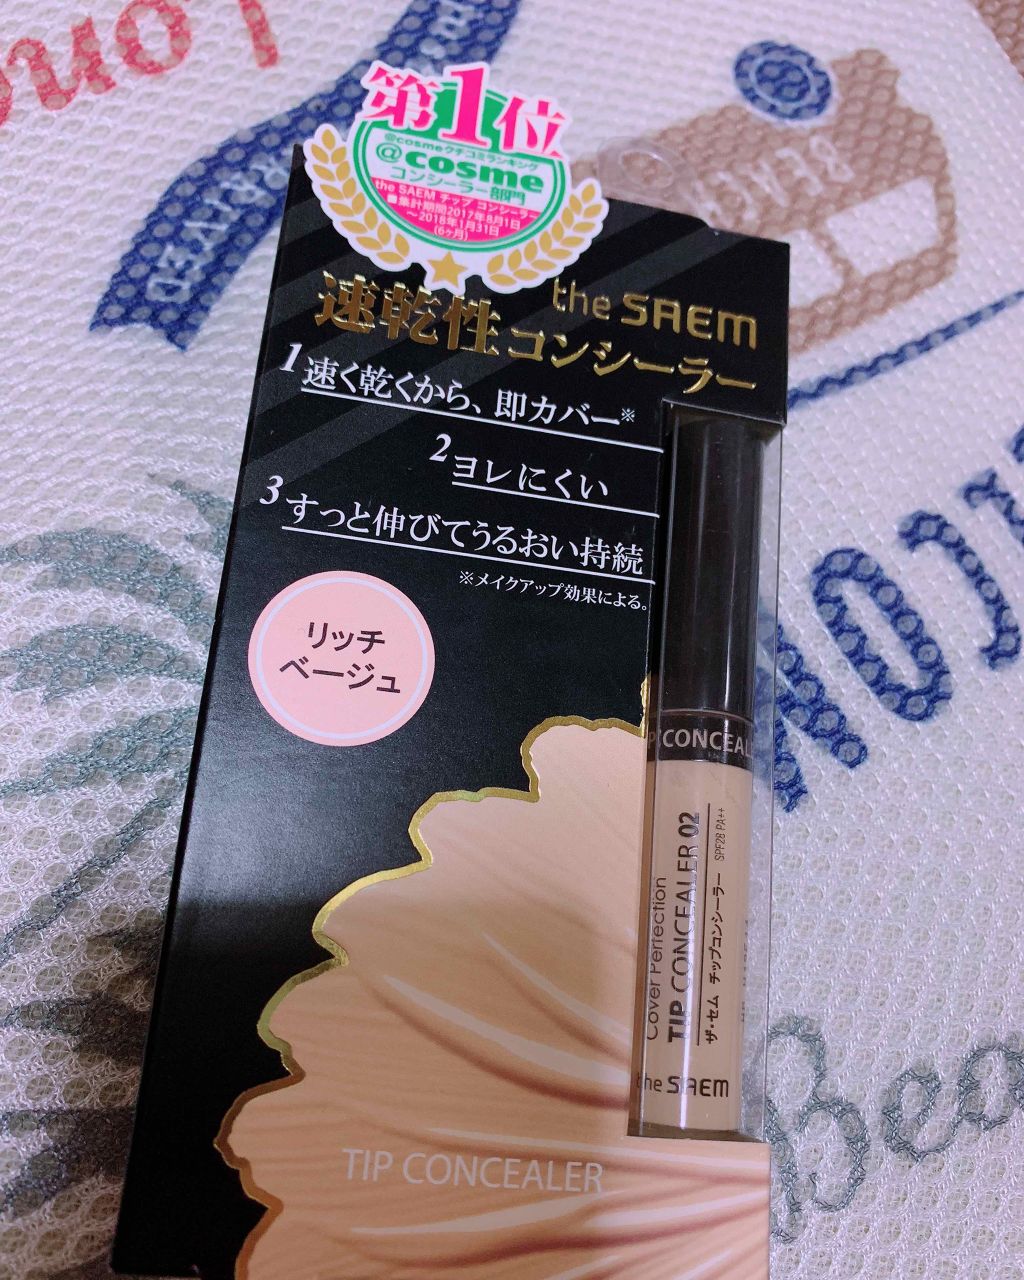 第1位
@cosmeクチコミランキング
@cosme
コンシーラー部門
the SAEM チップ コンシーラー
■集計期間2017年8月1日
～2018年1月31日
(6ヶ月)
the SAEM
速乾性コンシーラー
1 速く乾くから、即カバー※
2 ヨレにくい
3 すっと伸びてうるおい持続
※メイクアップ効果による。
リッチ
ベージュ
CONCEAL
Cover Perfection
TIP CONCEALER 02
ザ・セム チップコンシーラー SPF28 PA++
the SAEM
TIP CONCEALER